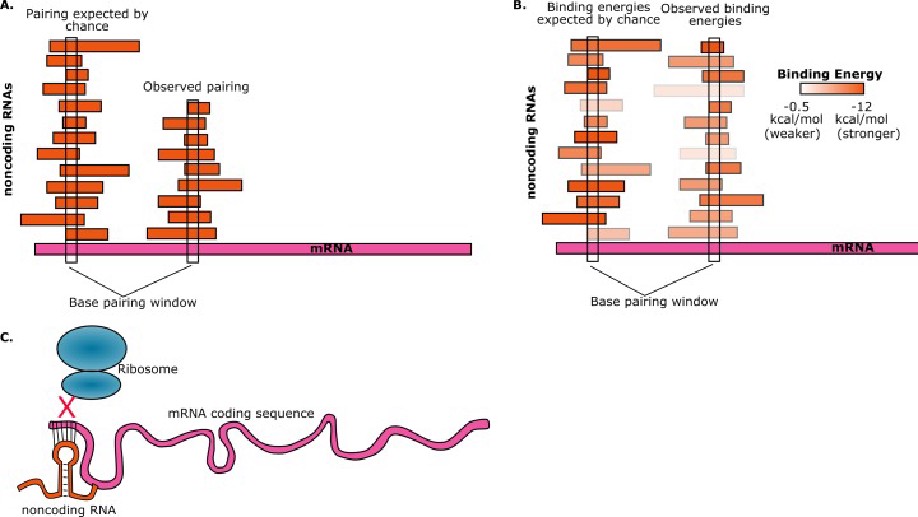 A.
Pairing expected by
chance
Observed pairing
noncoding RNAs
mRNA
Base pairing window
B.
Binding energies
expected by chance
Observed binding
energies
noncoding RNAs
Binding Energy
-0.5 -12
kcal/mol kcal/mol
(weaker) (stronger)
mRNA
Base pairing window
C.
Ribosome
X
mRNA coding sequence
noncoding RNA